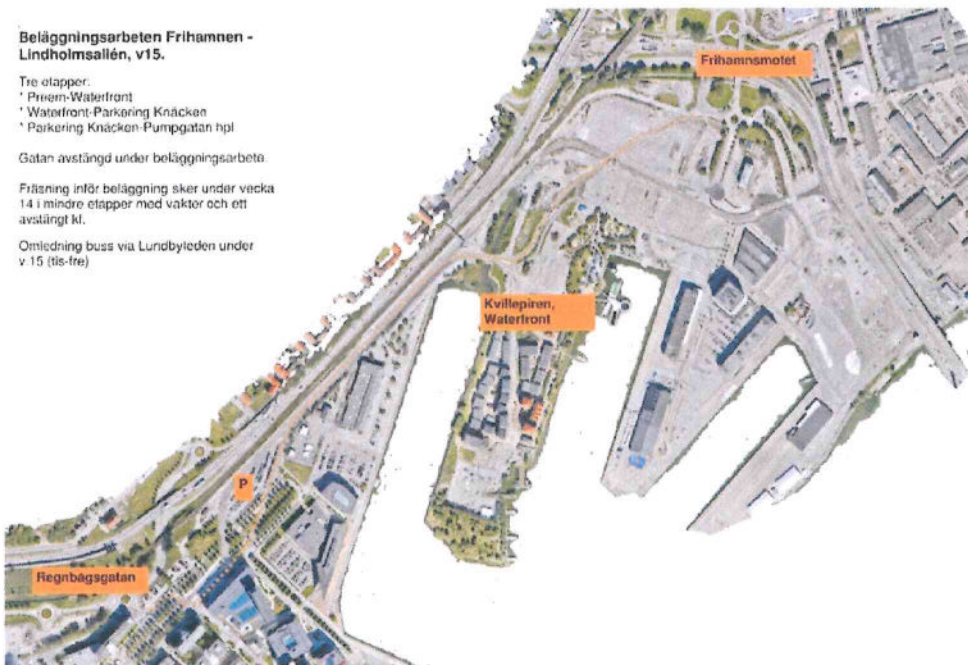 Beläggningsarbeten Frihamnen -
Lindholmsallén, v15.
Tre etapper:
* Preem-Waterfront
* Waterfront-Parkering Knäcken
* Parkering Knäcken-Pumpgatan hpl
Gatan avstängd under beläggningsarbete.
Fräsning inför beläggning sker under vecka
14 i mindre etapper med vakter och ett
avstängt kf.
Omledning buss via Lundbyleden under
v 15 (tis-fre)
Frihamnsmotet
Kvillepiren,
Waterfront
P
Regnbågsgatan